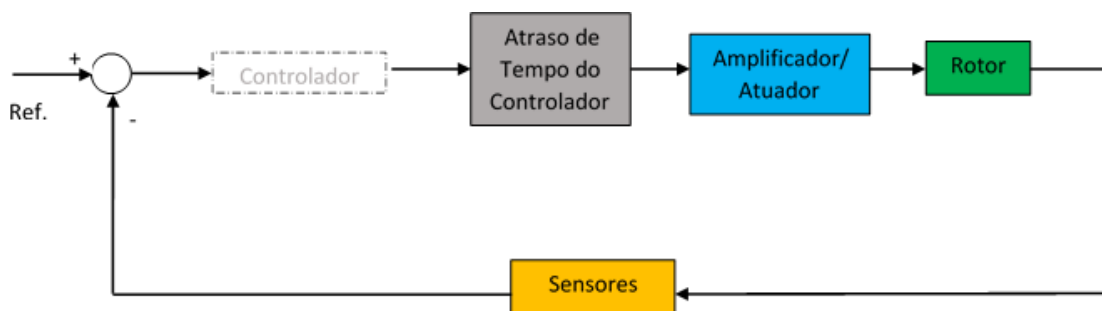 +
Ref.
-
Controlador
Atraso de
Tempo do
Controlador
Amplificador/
Atuador
Rotor
Sensores